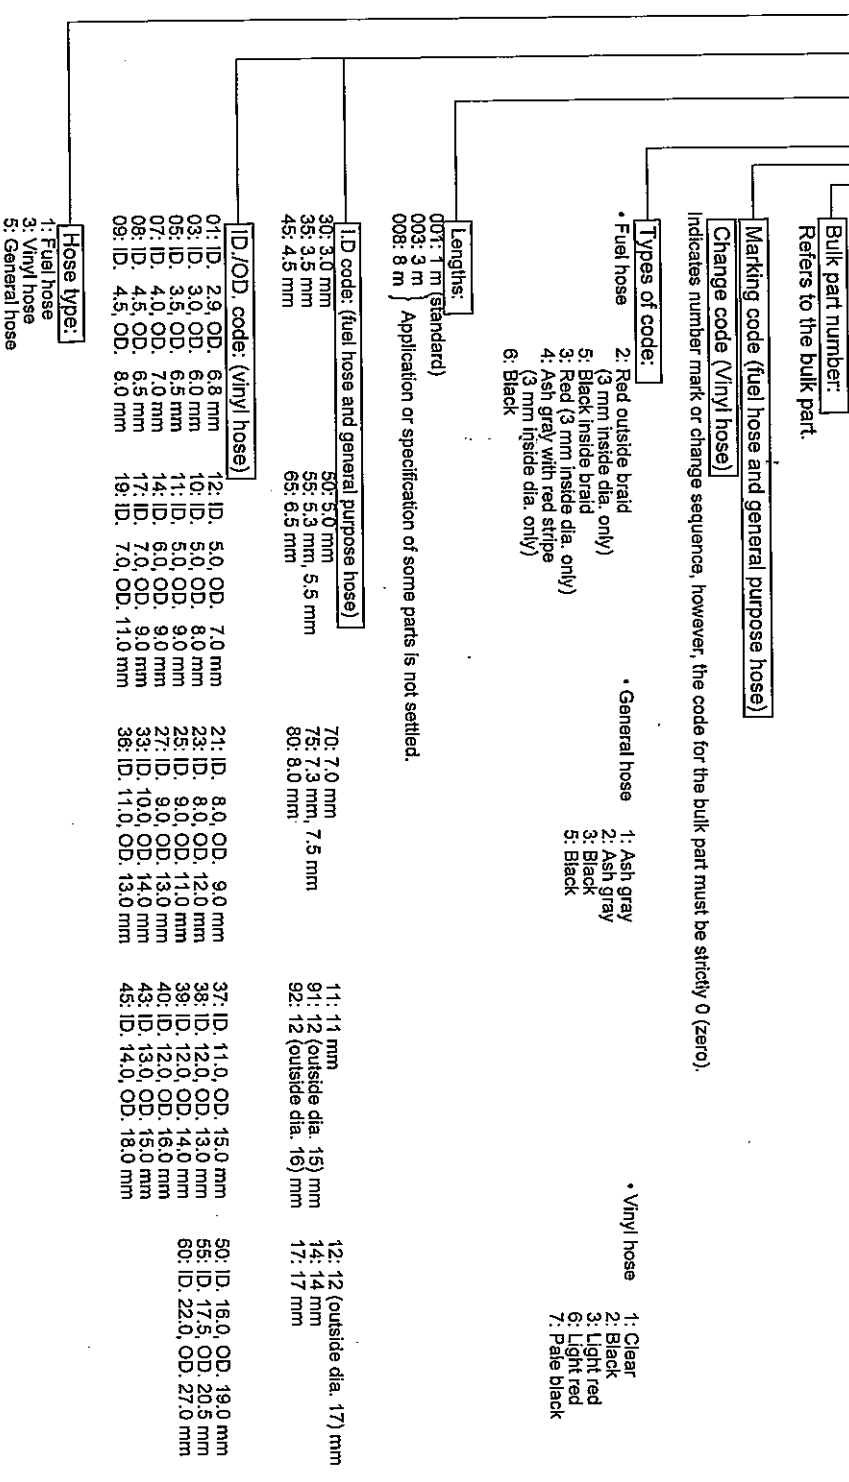 Bulk part number:
Refers to the bulk part.
Marking code (fuel hose and general purpose hose)
Change code (Vinyl hose)
Indicates number mark or change sequence, however, the code for the bulk part must be strictly 0 (zero).
Types of code:
• Fuel hose
2: Red outside braid
(3 mm inside dia. only)
5: Black inside braid
3: Red (3 mm inside dia. only)
4: Ash gray with red stripe
(3 mm inside dia. only)
6: Black
• General hose
1: Ash gray
2: Ash gray
3: Black
5: Black
• Vinyl hose
1: Clear
2: Black
3: Light red
6: Light red
7: Pale black
Lengths:
001: 1 m (standard)
003: 3 m
008: 8 m } Application or specification of some parts is not settled.
I.D code: (fuel hose and general purpose hose)
30: 3.0 mm
35: 3.5 mm
45: 4.5 mm
50: 5.0 mm
55: 5.3 mm, 5.5 mm
65: 6.5 mm
70: 7.0 mm
75: 7.3 mm, 7.5 mm
80: 8.0 mm
11: 11 mm
91: 12 (outside dia. 15) mm
92: 12 (outside dia. 16) mm
12: 12 (outside dia. 17) mm
14: 14 mm
17: 17 mm
ID./OD. code: (vinyl hose)
01: ID. 2.9, OD. 6.8 mm
03: ID. 3.0, OD. 6.0 mm
05: ID. 3.5, OD. 6.5 mm
07: ID. 4.0, OD. 7.0 mm
08: ID. 4.5, OD. 6.5 mm
09: ID. 4.5, OD. 8.0 mm
12: ID. 5.0, OD. 7.0 mm
10: ID. 5.0, OD. 8.0 mm
11: ID. 5.0, OD. 9.0 mm
14: ID. 6.0, OD. 9.0 mm
17: ID. 7.0, OD. 9.0 mm
19: ID. 7.0, OD. 11.0 mm
21: ID. 8.0, OD. 9.0 mm
23: ID. 8.0, OD. 12.0 mm
25: ID. 9.0, OD. 11.0 mm
27: ID. 9.0, OD. 13.0 mm
33: ID. 10.0, OD. 14.0 mm
36: ID. 11.0, OD. 13.0 mm
37: ID. 11.0, OD. 15.0 mm
38: ID. 12.0, OD. 13.0 mm
39: ID. 12.0, OD. 14.0 mm
40: ID. 12.0, OD. 16.0 mm
43: ID. 13.0, OD. 15.0 mm
45: ID. 14.0, OD. 18.0 mm
50: ID. 16.0, OD. 19.0 mm
55: ID. 17.5, OD. 20.5 mm
60: ID. 22.0, OD. 27.0 mm
Hose type:
1: Fuel hose
3: Vinyl hose
5: General hose